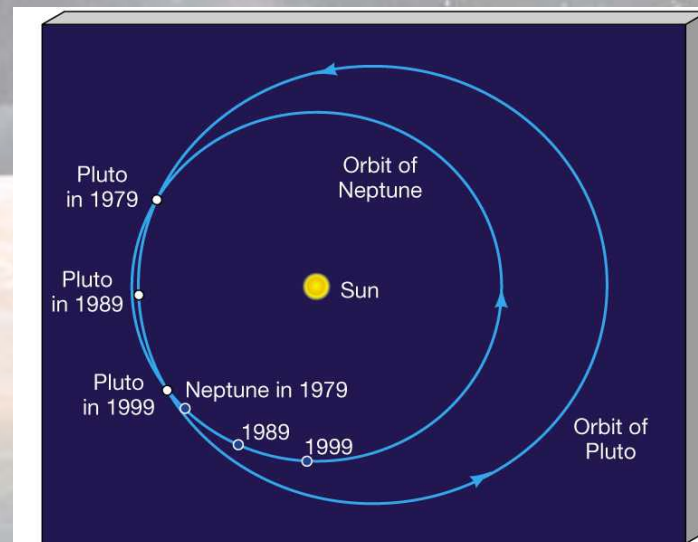 Orbit of
Neptune
Pluto
in 1979
Pluto
in 1989
Sun
Pluto
in 1999
Neptune in 1979
1989
1999
Orbit of
Pluto